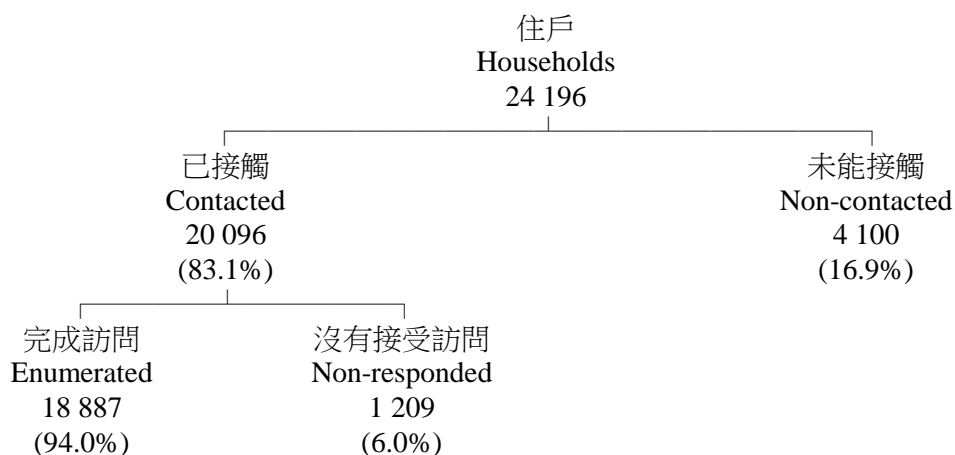 住戶
Households
24 196
已接觸
Contacted
20 096
(83.1%)
未能接觸
Non-contacted
4 100
(16.9%)
完成訪問
Enumerated
18 887
(94.0%)
沒有接受訪問
Non-responded
1 209
(6.0%)